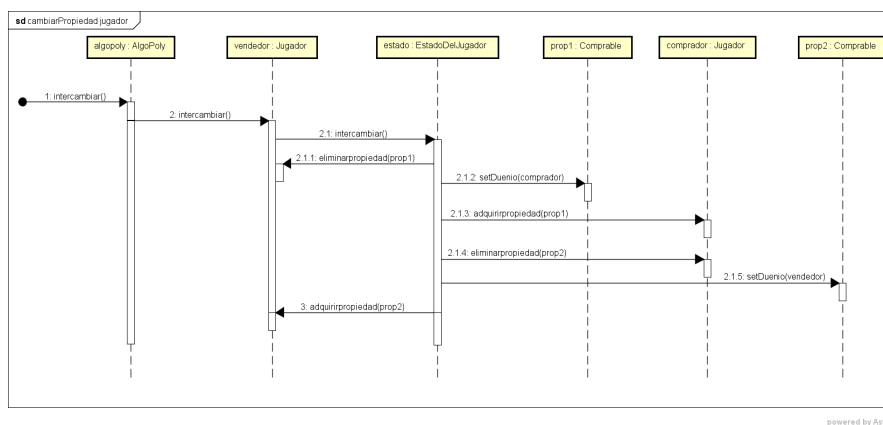 sd cambiarPropiedad jugador
algopoly : AlgoPoly
vendedor : Jugador
estado : EstadoDelJugador
prop1 : Comprable
comprador : Jugador
prop2 : Comprable
1: intercambiar()
2: intercambiar()
2.1: intercambiar()
2.1.1: eliminarpropiedad(prop1)
2.1.2: setDuenio(comprador)
2.1.3: adquirirpropiedad(prop1)
2.1.4: eliminarpropiedad(prop2)
2.1.5: setDuenio(vendedor)
3: adquirirpropiedad(prop2)
powered by As